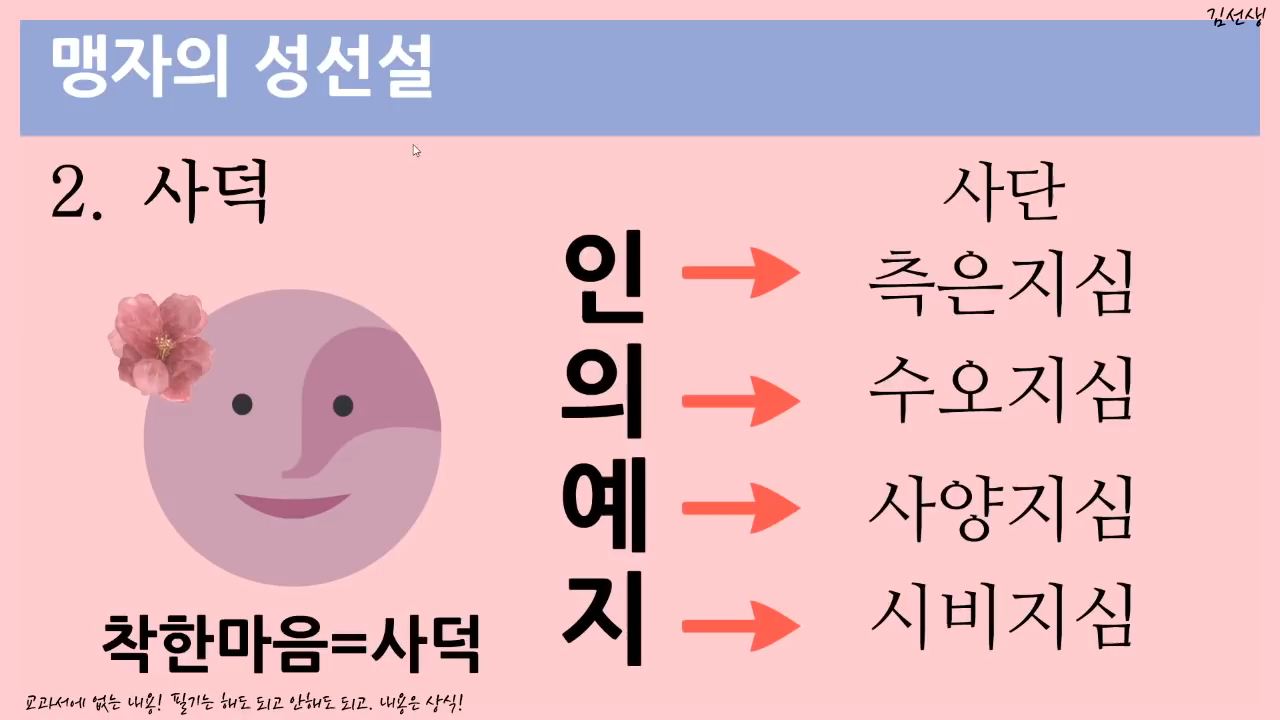 김선생
맹자의 성선설
2. 사덕
사단
인 측은지심
의 수오지심
예 사양지심
지 시비지심
착한마음=사덕
교과서에 없는 내용! 필기는 해도 되고 안해도 되고. 내용은 상식!